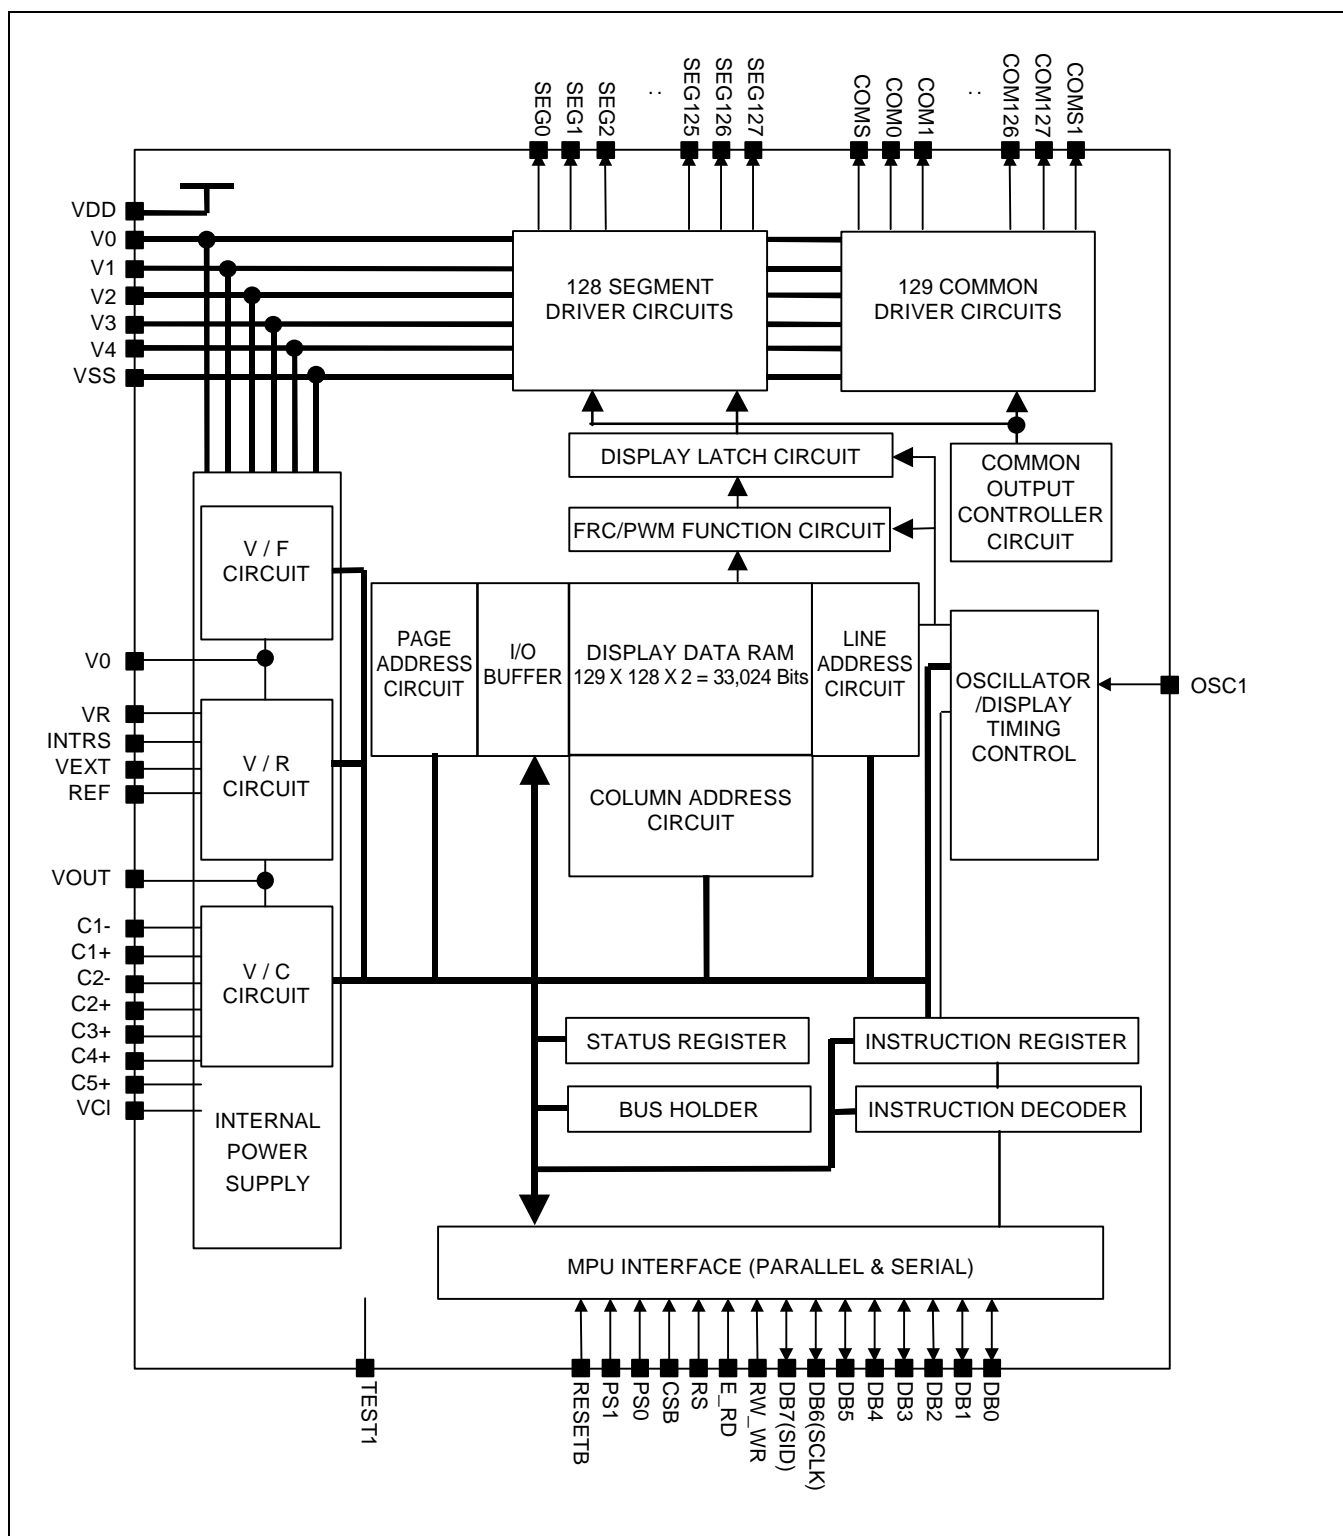 SEG0
SEG1
SEG2
..
SEG125
SEG126
SEG127
COMS
COM0
COM1
..
COM126
COM127
COMS1
VDD
V0
V1
V2
V3
V4
VSS
128 SEGMENT
DRIVER CIRCUITS
129 COMMON
DRIVER CIRCUITS
DISPLAY LATCH CIRCUIT
COMMON
OUTPUT
CONTROLLER
CIRCUIT
FRC/PWM FUNCTION CIRCUIT
V / F
CIRCUIT
PAGE
ADDRESS
CIRCUIT
I/O
BUFFER
DISPLAY DATA RAM
129 X 128 X 2 = 33,024 Bits
LINE
ADDRESS
CIRCUIT
OSCILLATOR
/DISPLAY
TIMING
CONTROL
OSC1
V0
VR
INTRS
VEXT
REF
V / R
CIRCUIT
COLUMN ADDRESS
CIRCUIT
VOUT
C1-
C1+
C2-
C2+
C3+
C4+
C5+
VCI
V / C
CIRCUIT
INTERNAL
POWER
SUPPLY
STATUS REGISTER
INSTRUCTION REGISTER
BUS HOLDER
INSTRUCTION DECODER
MPU INTERFACE (PARALLEL & SERIAL)
TEST1
RESETB
PS1
PS0
CSB
RS
E_RD
RW_WR
DB7(SID)
DB6(SCLK)
DB5
DB4
DB3
DB2
DB1
DB0